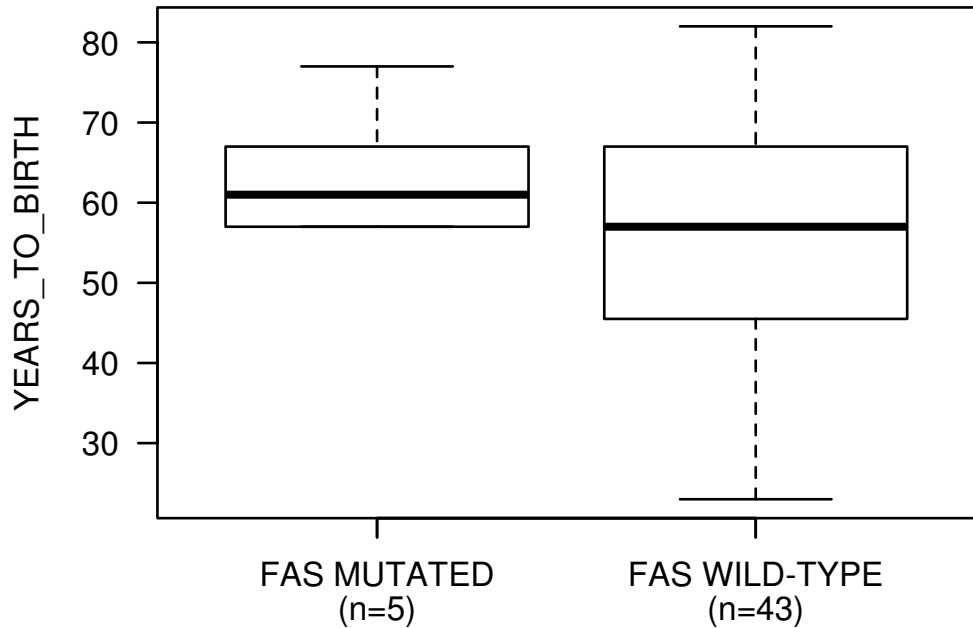 YEARS_TO_BIRTH
80
70
60
50
40
30
FAS MUTATED
(n=5)
FAS WILD-TYPE
(n=43)